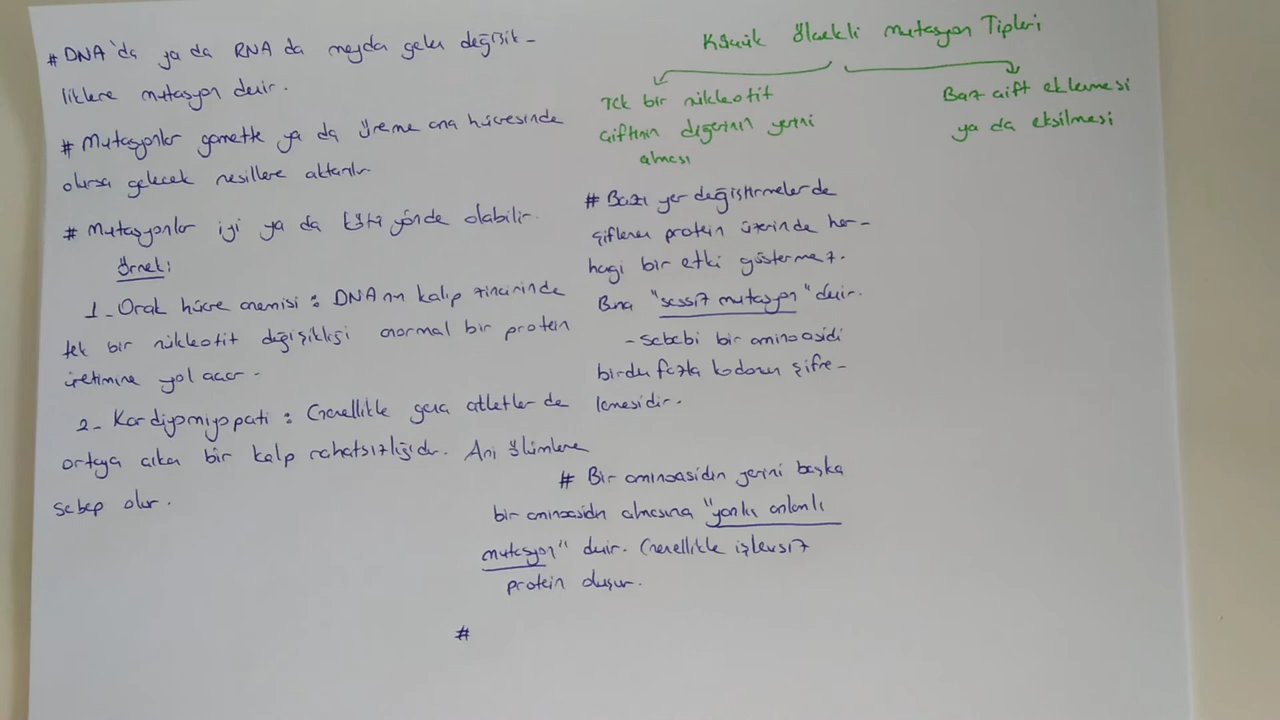 # DNA'da ya da RNA da meyda gelen değişik-
liklere mutasyon denir.
# Mutasyonlar gamette ya da üreme ana hücresinde
olursa gelecek nesillere aktarılır.
# Mutasyonlar iyi ya da kötü yönde olabilir.
Örnek:
1- Orak hücre anemisi : DNA nın kalıp zincirinde
tek bir nükleotit değişikliği anormal bir protein
üretimine yol açar.
2- Kardiyomiyopati : Genellikle genç atletlerde
ortaya çıkan bir kalp rahatsızlığıdır. Ani ölümlere
sebep olur.
Küçük Ölçekli Mutasyon Tipleri
Tek bir nükleotit
çiftinin diğerinin yerini
alması
Baz çift eklenmesi
ya da eksilmesi
# Bazı yer değiştirmelerde
çiftlenen protein üzerinde her-
hagi bir etki göstermez.
Buna "sessiz mutasyon" denir.
- Sebebi bir aminoasidi
birden fazla kodonun şifre-
lemesidir.
# Bir aminoasidin yerini başka
bir aminoasidin almasına "yanlış anlamlı
mutasyon" denir. Genellikle işlevsiz
protein oluşur.
#